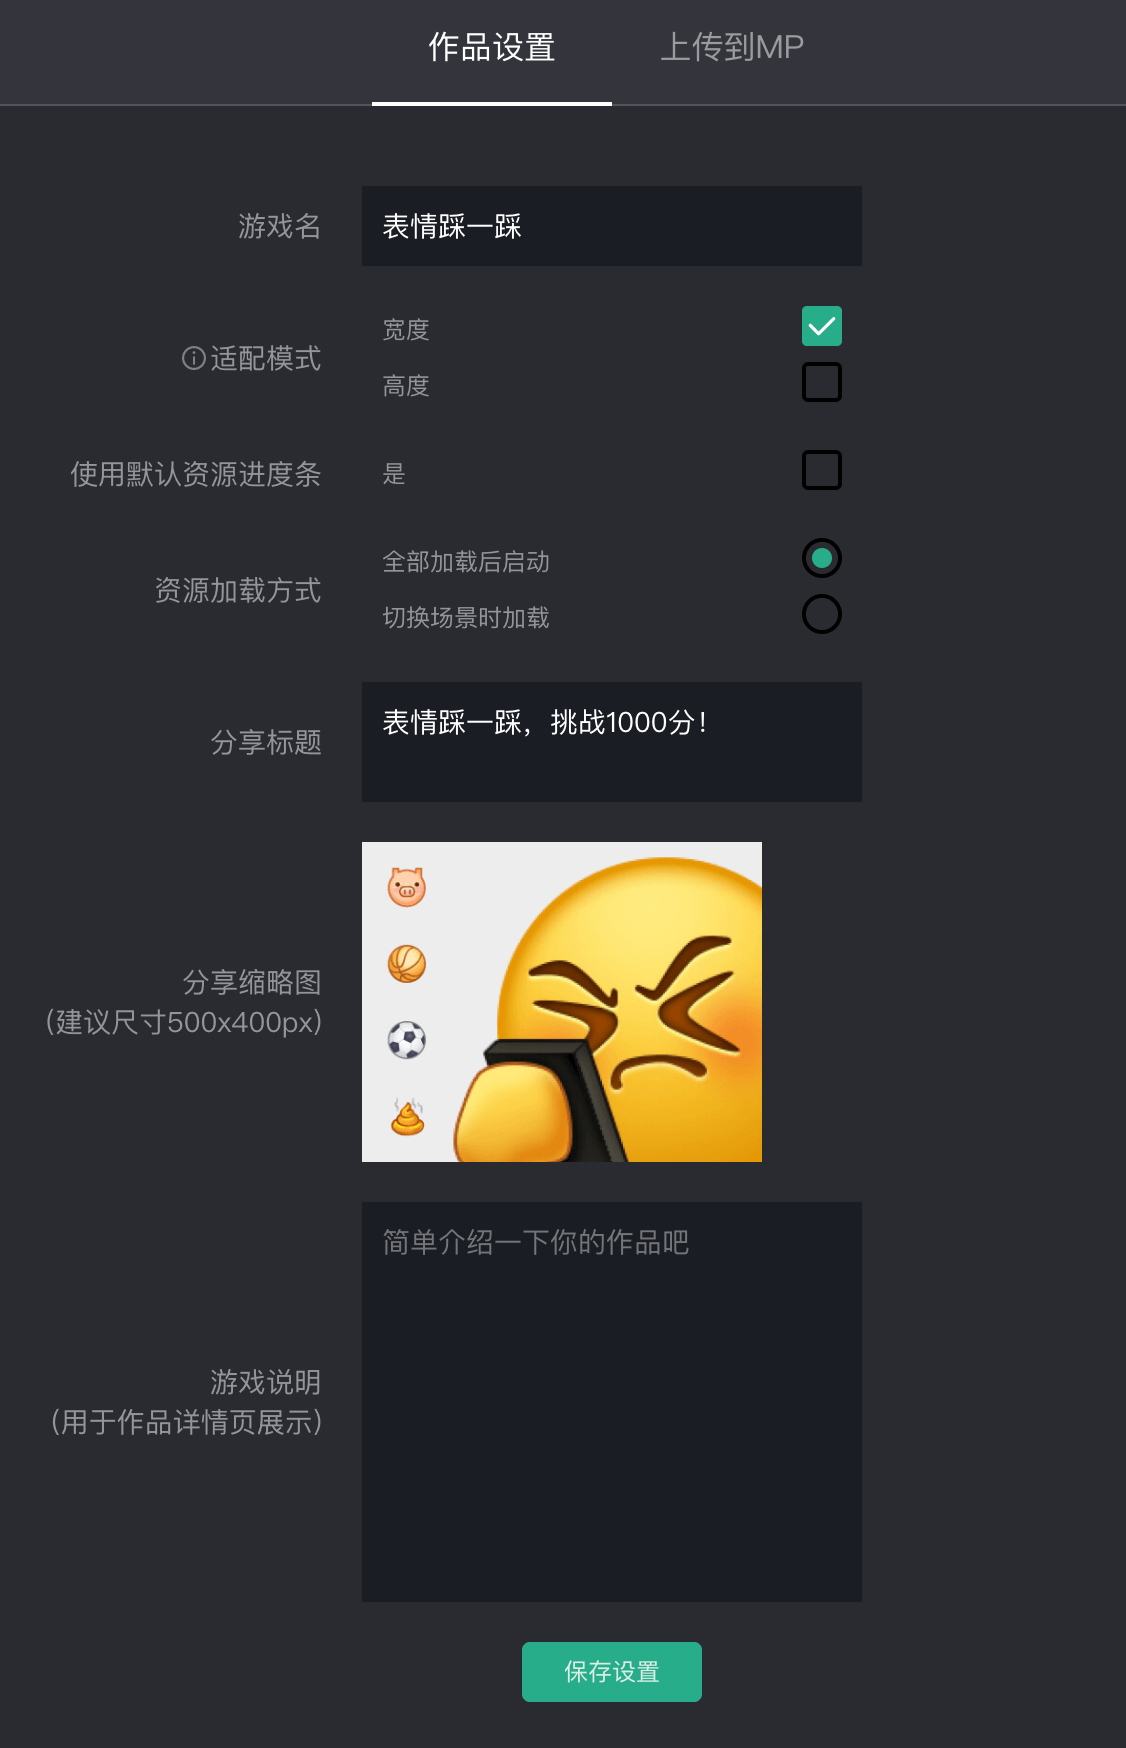 作品设置
上传到MP
游戏名
表情踩一踩
适配模式
宽度
高度
使用默认资源进度条
是
资源加载方式
全部加载后启动
切换场景时加载
分享标题
表情踩一踩，挑战1000分！
分享缩略图
(建议尺寸500x400px)
游戏说明
(用于作品详情页展示)
简单介绍一下你的作品吧
保存设置